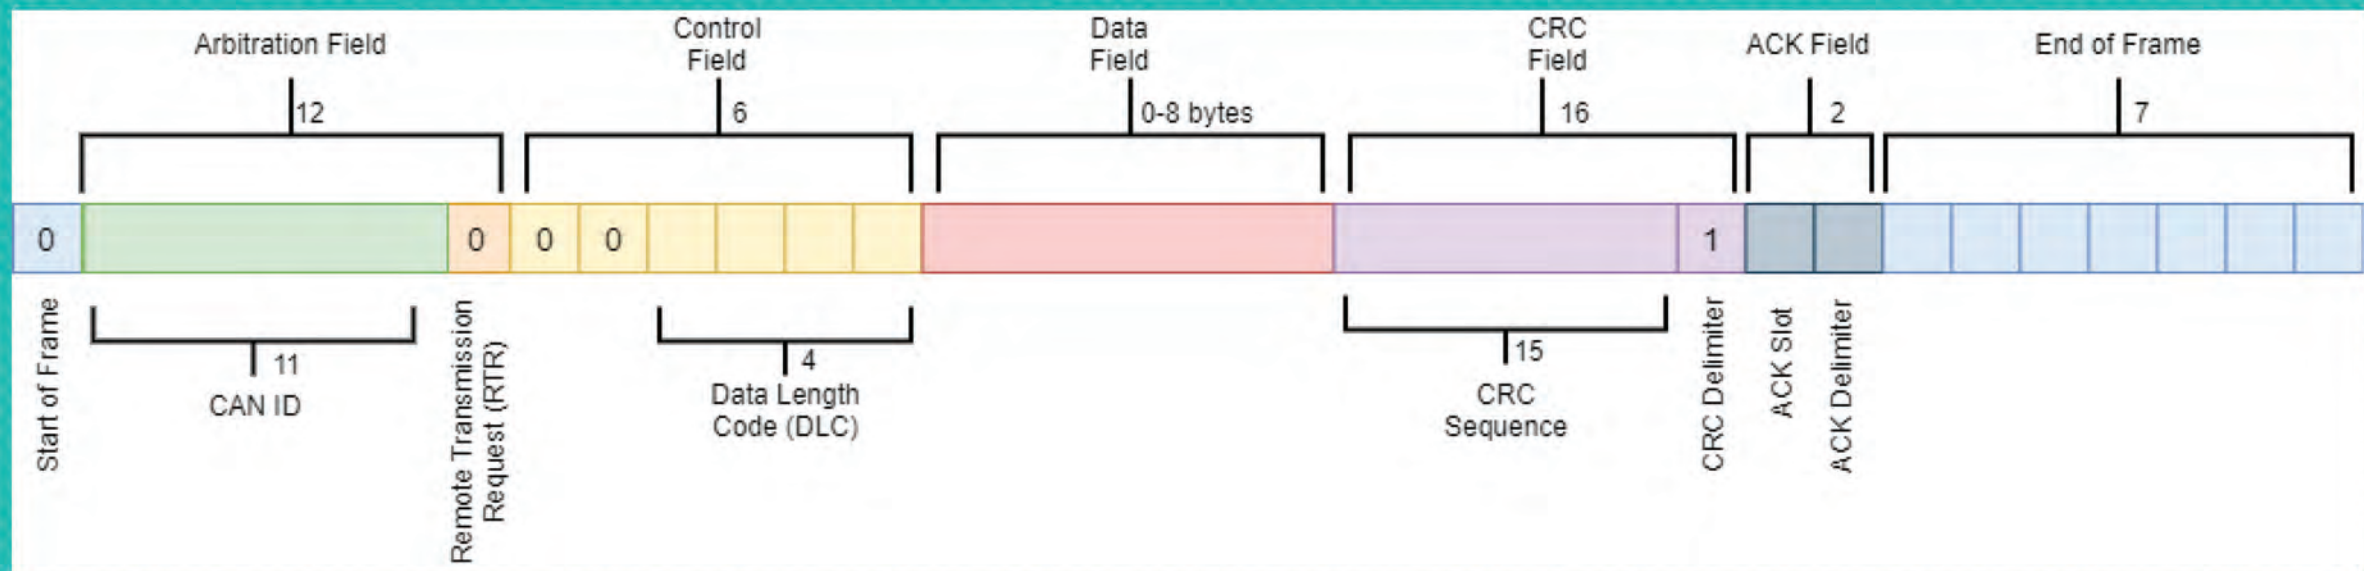 Arbitration Field
Control
Field
Data
Field
CRC
Field
ACK Field
End of Frame
12
6
0-8 bytes
16
2
7
0
0
0
0
1
Start of Frame
11
CAN ID
Remote Transmission
Request (RTR)
4
Data Length
Code (DLC)
15
CRC
Sequence
CRC Delimiter
ACK Slot
ACK Delimiter